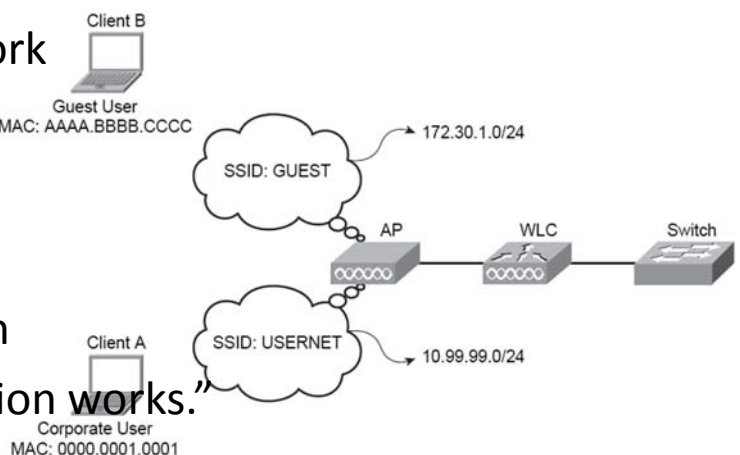 Client B
ork
Guest User
MAC: AAAA.BBBB.CCCC
172.30.1.0/24
SSID: GUEST
AP
WLC
Switch
n
Client A
SSID: USERNET
10.99.99.0/24
ion works.”
Corporate User
MAC: 0000.0001.0001